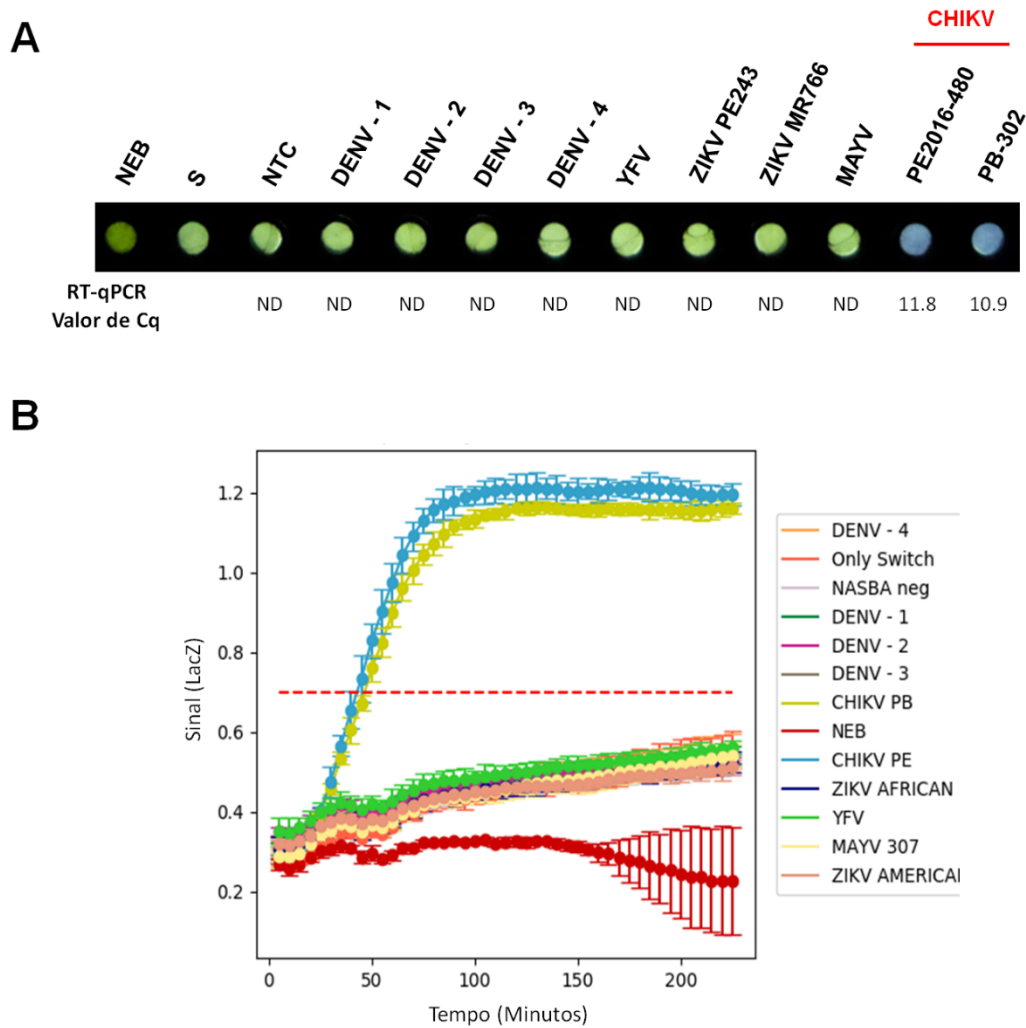 A
CHIKV
NEB
S
NTC
DENV - 1
DENV - 2
DENV - 3
DENV - 4
YFV
ZIKV PE243
ZIKV MR766
MAYV
PE2016-480
PB-302
RT-qPCR
Valor de Cq
ND ND ND ND ND ND ND ND ND 11.8 10.9
B
Sinal (LacZ)
1.2
1.0
0.8
0.6
0.4
0.2
0 50 100 150 200
Tempo (Minutos)
DENV - 4
Only Switch
NASBA neg
DENV - 1
DENV - 2
DENV - 3
CHIKV PB
NEB
CHIKV PE
ZIKV AFRICAN
YFV
MAYV 307
ZIKV AMERICAI